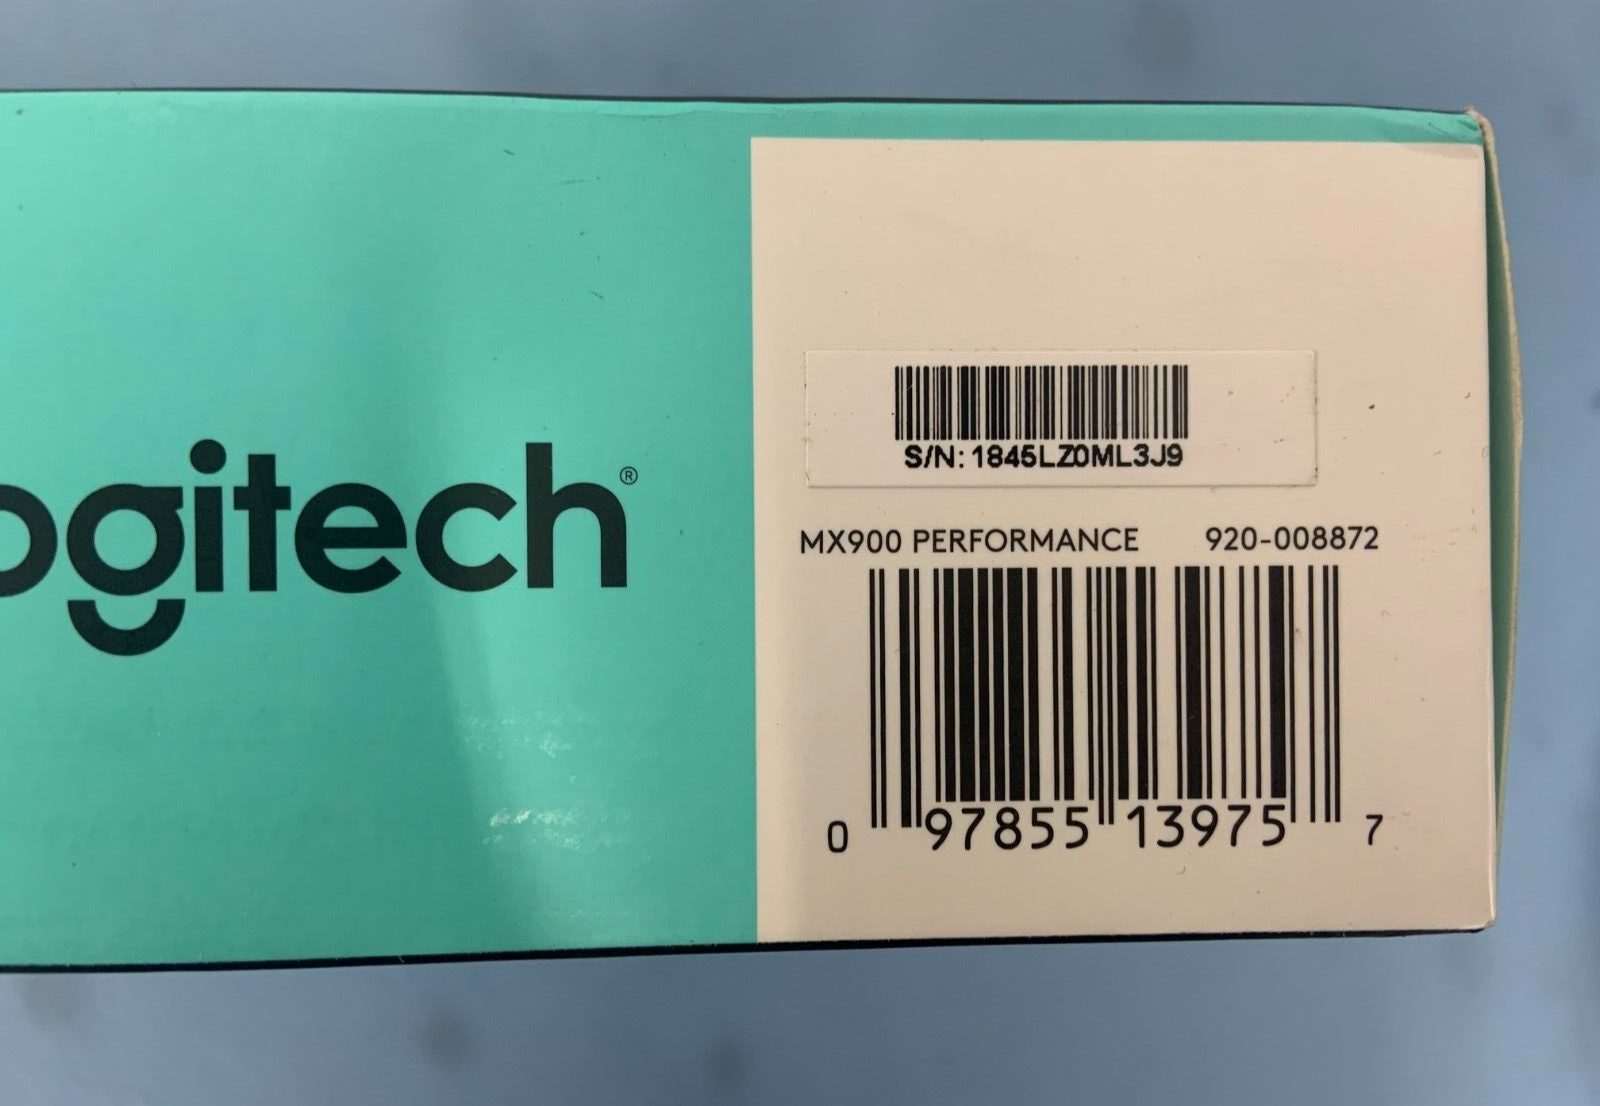 ogitech®
S/N: 1845LZ0ML3J9
MX900 PERFORMANCE 920-008872
0 97855 13975 7